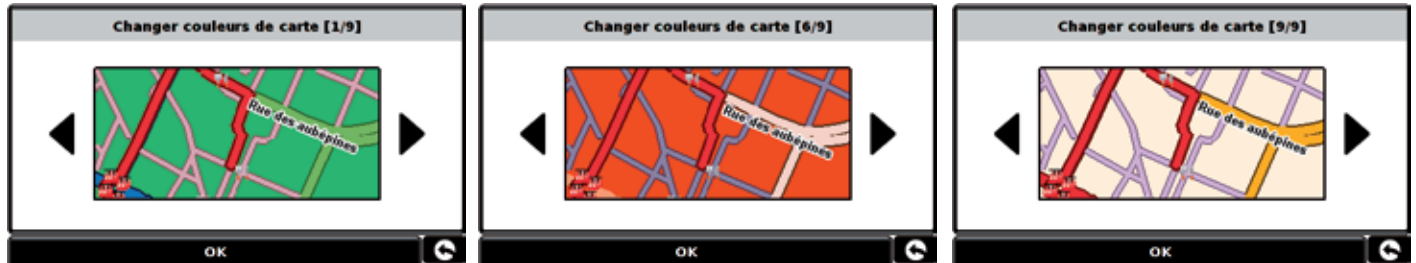 Changer couleurs de carte [1/9]
Rue des aubépines
OK
Changer couleurs de carte [6/9]
Rue des aubépines
OK
Changer couleurs de carte [9/9]
Rue des aubépines
OK